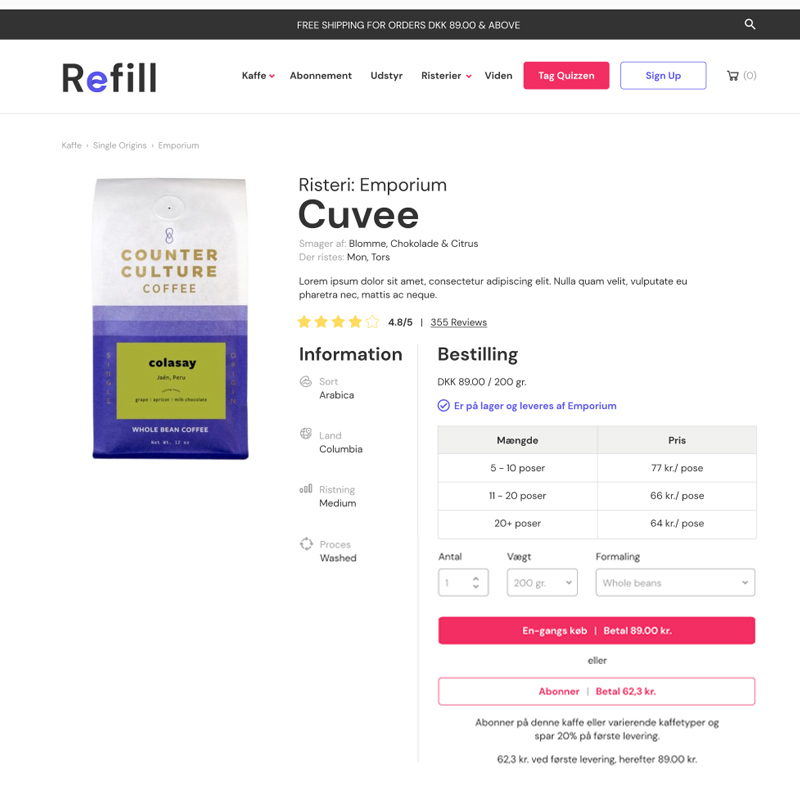 FREE SHIPPING FOR ORDERS DKK 89.00 & ABOVE
Refill
Kaffe Abonnement Udstyr Risterier Viden Tag Quizzen Sign Up (0)
Kaffe › Single Origins › Emporium
COUNTER
CULTURE
COFFEE
SINGLE
ORIGIN
colasay
Jaén, Peru
grape : apricot : milk chocolate
WHOLE BEAN COFFEE
Net Wt. 12 oz
Risteri: Emporium
Cuvee
Smager af: Blomme, Chokolade & Citrus
Der ristes: Mon, Tors
Lorem ipsum dolor sit amet, consectetur adipiscing elit. Nulla quam velit, vulputate eu
pharetra nec, mattis ac neque.
4.8/5 | 355 Reviews
Information
Sort
Arabica
Land
Columbia
Ristning
Medium
Proces
Washed
Bestilling
DKK 89.00 / 200 gr.
Er på lager og leveres af Emporium
Mængde Pris
5 - 10 poser 77 kr./ pose
11 - 20 poser 66 kr./ pose
20+ poser 64 kr./ pose
Antal Vægt Formaling
1 200 gr. Whole beans
En-gangs køb | Betal 89.00 kr.
eller
Abonner | Betal 62,3 kr.
Abonner på denne kaffe eller varierende kaffetyper og
spar 20% på første levering.
62,3 kr. ved første levering, herefter 89.00 kr.